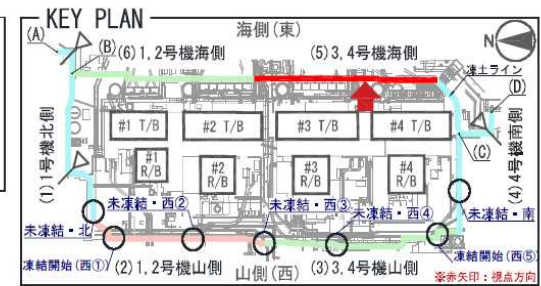 KEY PLAN
海側(東)
(A)
(B)
(6)1,2号機海側
(5)3,4号機海側
N
凍土ライン
(D)
#1 T/B
#2 T/B
#3 T/B
#4 T/B
(C)
(1)1号機北側
#1
R/B
#2
R/B
#3
R/B
#4
R/B
(4)4号機南側
未凍結・西②
未凍結・西③
未凍結・西④
未凍結・南
未凍結・北
凍結開始(西①)
(2)1,2号機山側
山側(西)
(3)3,4号機山側
凍結開始(西⑤)
※赤矢印:視点方向